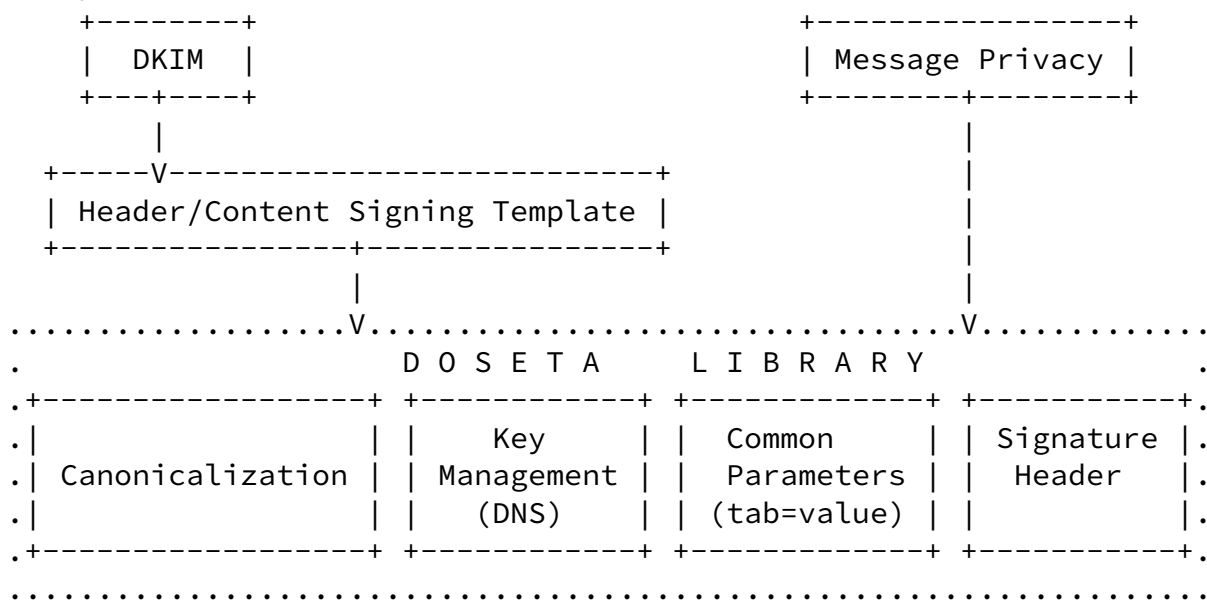 DKIM Message Privacy
Header/Content Signing Template
D O S E T A L I B R A R Y
Key Common Signature
Canonicalization Management Parameters Header
(DNS) (tab=value)